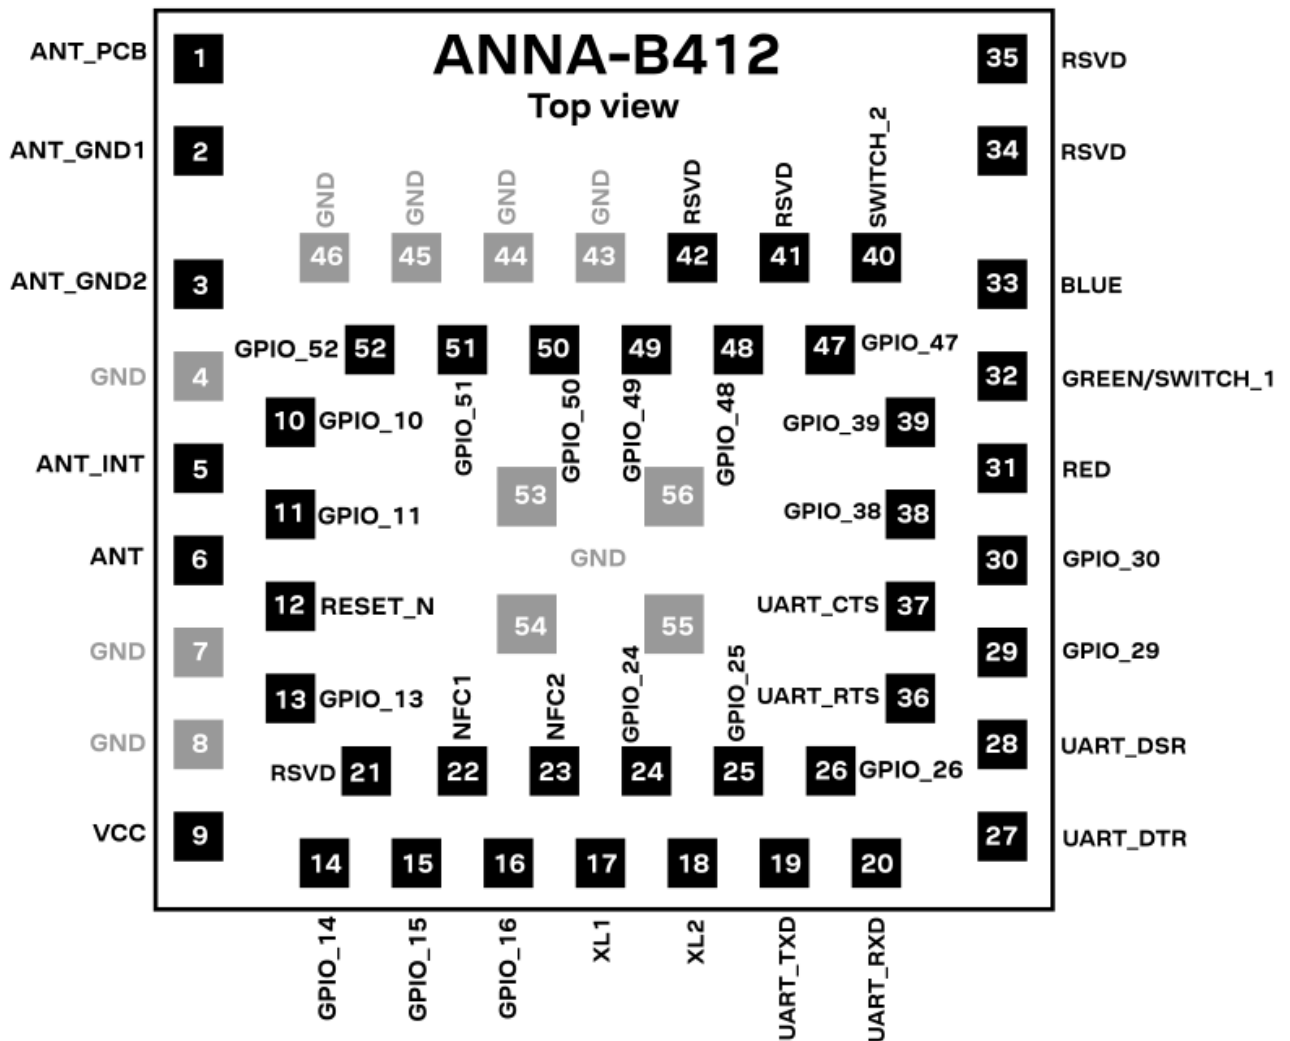 ANNA-B412
Top view
ANT_PCB 1
ANT_GND1 2
ANT_GND2 3
GND 4
ANT_INT 5
ANT 6
GND 7
GND 8
VCC 9
35 RSVD
34 RSVD
33 BLUE
32 GREEN/SWITCH_1
31 RED
30 GPIO_30
29 GPIO_29
28 UART_DSR
27 UART_DTR
GND 46
GND 45
GND 44
GND 43
RSVD 42
RSVD 41
SWITCH_2 40
GPIO_52 52
51 GPIO_51
50 GPIO_50
49 GPIO_49
48 GPIO_48
47 GPIO_47
10 GPIO_10
11 GPIO_11
12 RESET_N
13 GPIO_13
GPIO_39 39
GPIO_38 38
UART_CTS 37
UART_RTS 36
53
56
GND
54
55
RSVD 21
NFC1 22
NFC2 23
GPIO_24 24
GPIO_25 25
26 GPIO_26
14 GPIO_14
15 GPIO_15
16 GPIO_16
17 XL1
18 XL2
19 UART_TXD
20 UART_RXD